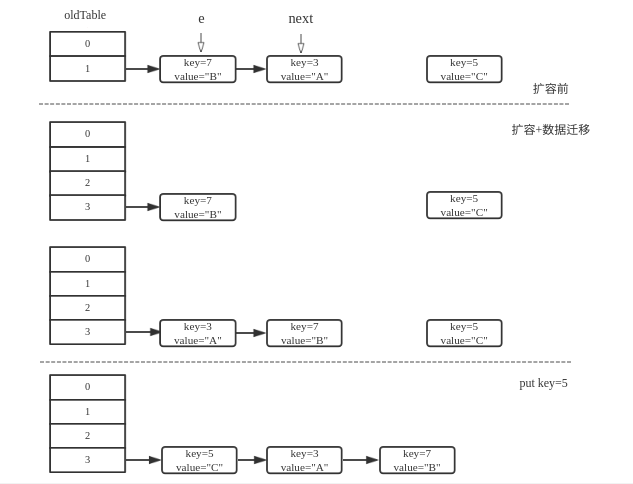 oldTable
e
next
0
1
key=7
value="B"
key=3
value="A"
key=5
value="C"
扩容前
扩容+数据迁移
0
1
2
3
key=7
value="B"
key=5
value="C"
0
1
2
3
key=3
value="A"
key=7
value="B"
key=5
value="C"
put key=5
0
1
2
3
key=5
value="C"
key=3
value="A"
key=7
value="B"